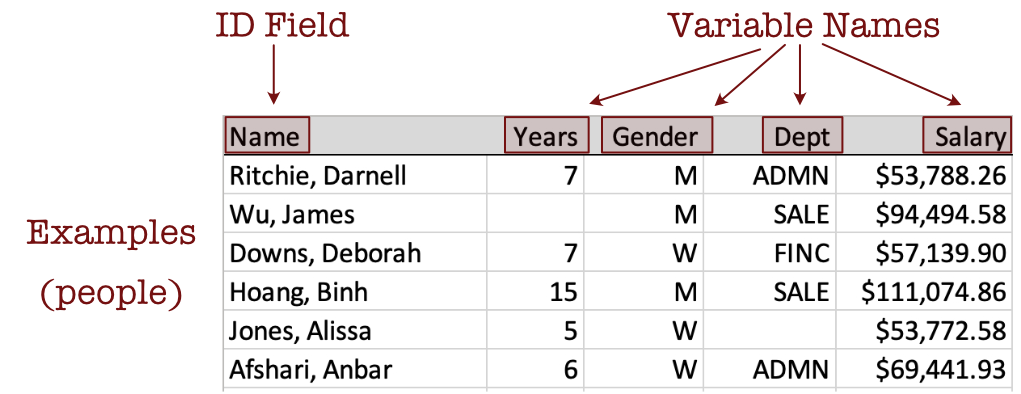 ID Field Variable Names
Name Years Gender Dept Salary
Ritchie, Darnell 7 M ADMN $53,788.26
Wu, James M SALE $94,494.58
Examples
Downs, Deborah 7 W FINC $57,139.90
(people)
Hoang, Binh 15 M SALE $111,074.86
Jones, Alissa 5 W $53,772.58
Afshari, Anbar 6 W ADMN $69,441.93